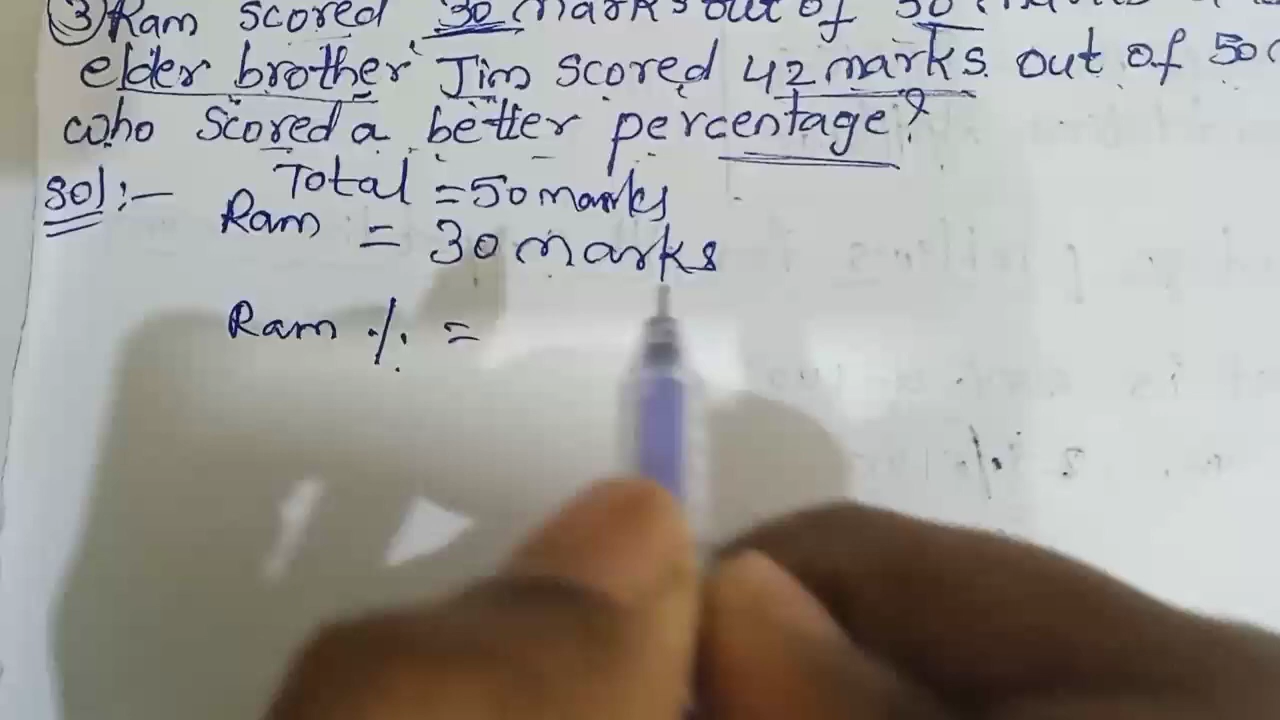 ③ Ram scored 30 marks out of 50
elder brother Jim scored 42 marks out of 50
who scored a better percentage?
Sol:- Total = 50 marks
Ram = 30 marks
Ram % =